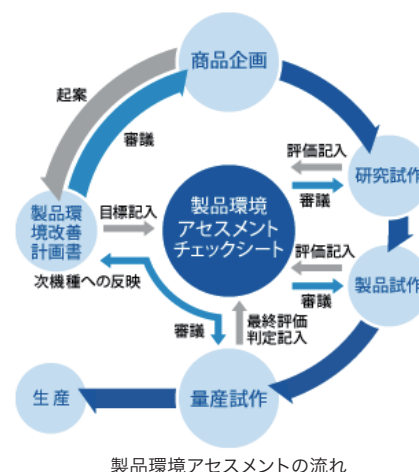 商品企画
起案
審議
評価記入
審議
研究試作
製品環
境改善
計画書
目標記入
製品環境
アセスメント
チェックシート
評価記入
審議
製品試作
次機種への反映
審議
最終評価
判定記入
生産
量産試作
製品環境アセスメントの流れ